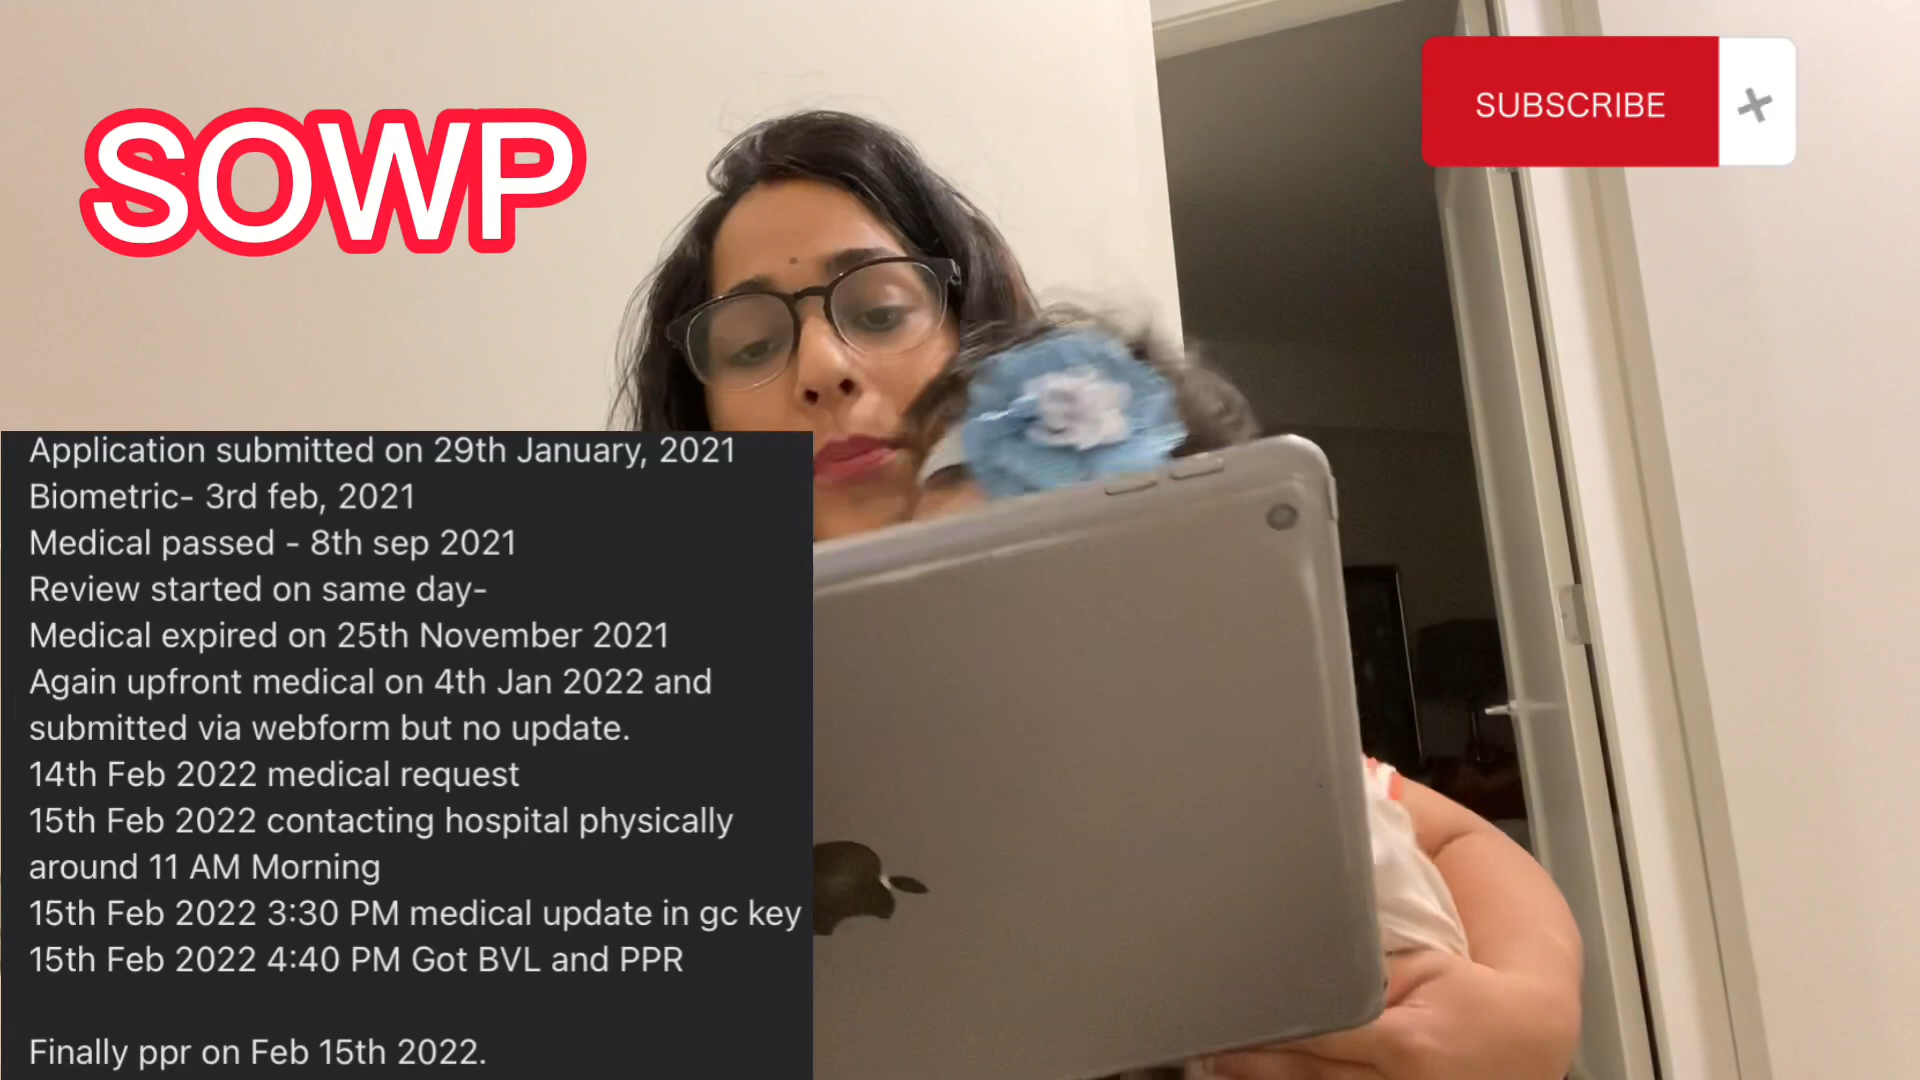 SOWP
SUBSCRIBE
Application submitted on 29th January, 2021
Biometric- 3rd feb, 2021
Medical passed - 8th sep 2021
Review started on same day-
Medical expired on 25th November 2021
Again upfront medical on 4th Jan 2022 and
submitted via webform but no update.
14th Feb 2022 medical request
15th Feb 2022 contacting hospital physically
around 11 AM Morning
15th Feb 2022 3:30 PM medical update in gc key
15th Feb 2022 4:40 PM Got BVL and PPR
Finally ppr on Feb 15th 2022.